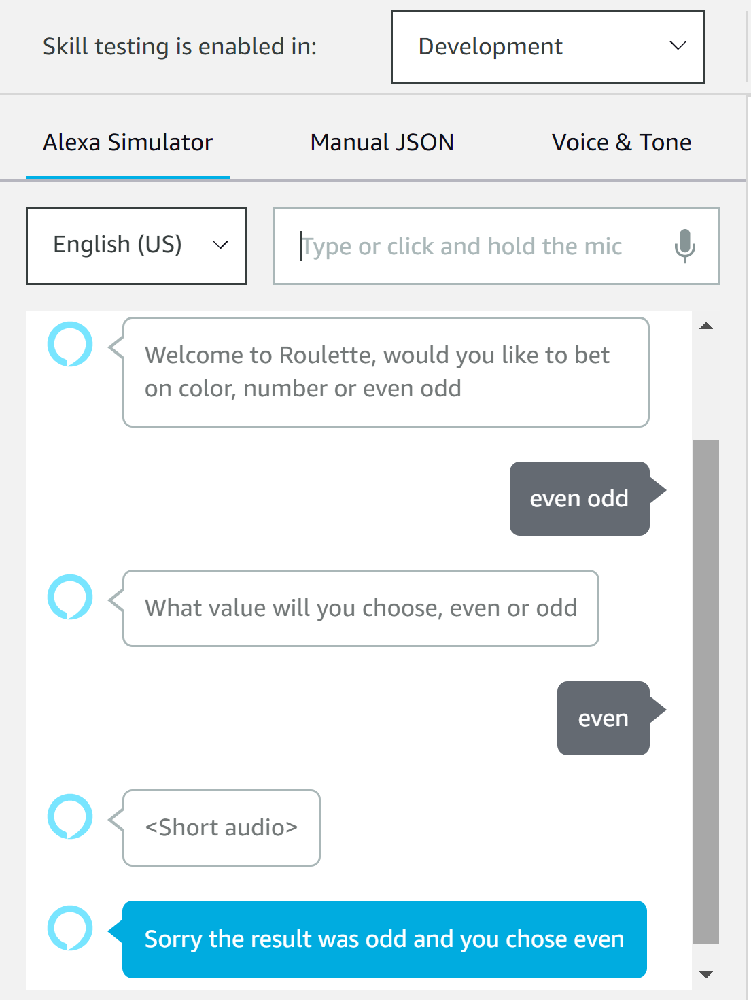 Skill testing is enabled in:
Development
Alexa Simulator
Manual JSON
Voice & Tone
English (US)
Type or click and hold the mic
Welcome to Roulette, would you like to bet
on color, number or even odd
even odd
What value will you choose, even or odd
even
<Short audio>
Sorry the result was odd and you chose even